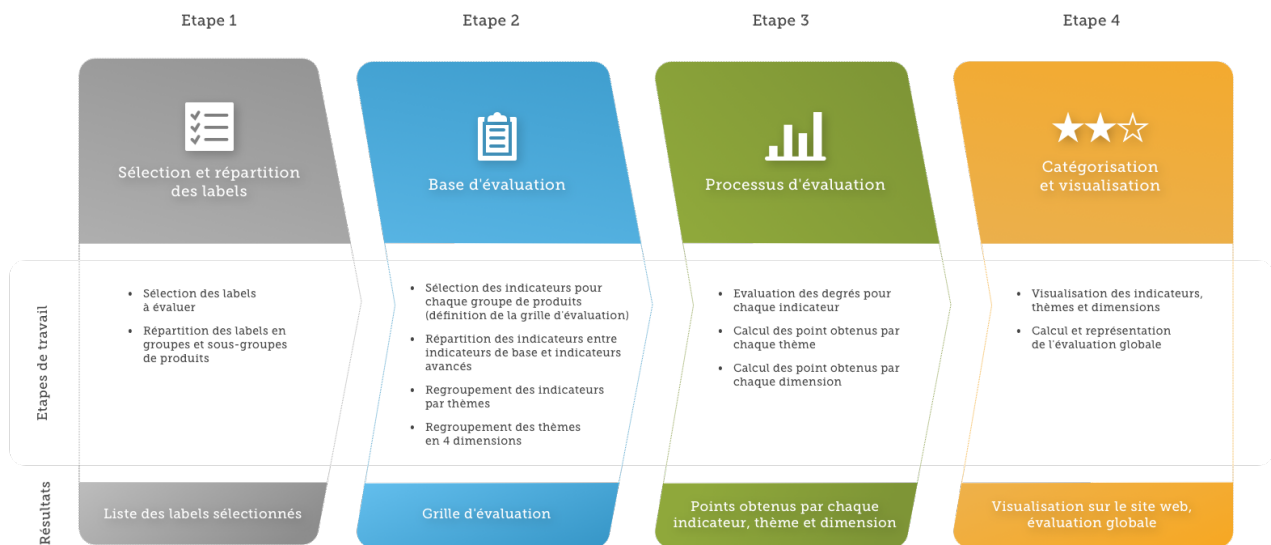 Etape 1
Etape 2
Etape 3
Etape 4
Sélection et répartition
des labels
Base d'évaluation
Processus d'évaluation
Catégorisation
et visualisation
Etapes de travail
• Sélection des labels
à évaluer
• Répartition des labels en
groupes et sous-groupes
de produits
• Sélection des indicateurs pour
chaque groupe de produits
(définition de la grille d'évaluation)
• Répartition des indicateurs entre
indicateurs de base et indicateurs
avancés
• Regroupement des indicateurs
par thèmes
• Regroupement des thèmes
en 4 dimensions
• Evaluation des degrés pour
chaque indicateur
• Calcul des point obtenus par
chaque thème
• Calcul des point obtenus par
chaque dimension
• Visualisation des indicateurs,
thèmes et dimensions
• Calcul et représentation
de l'évaluation globale
Résultats
Liste des labels sélectionnés
Grille d'évaluation
Points obtenus par chaque
indicateur, thème et dimension
Visualisation sur le site web,
évaluation globale